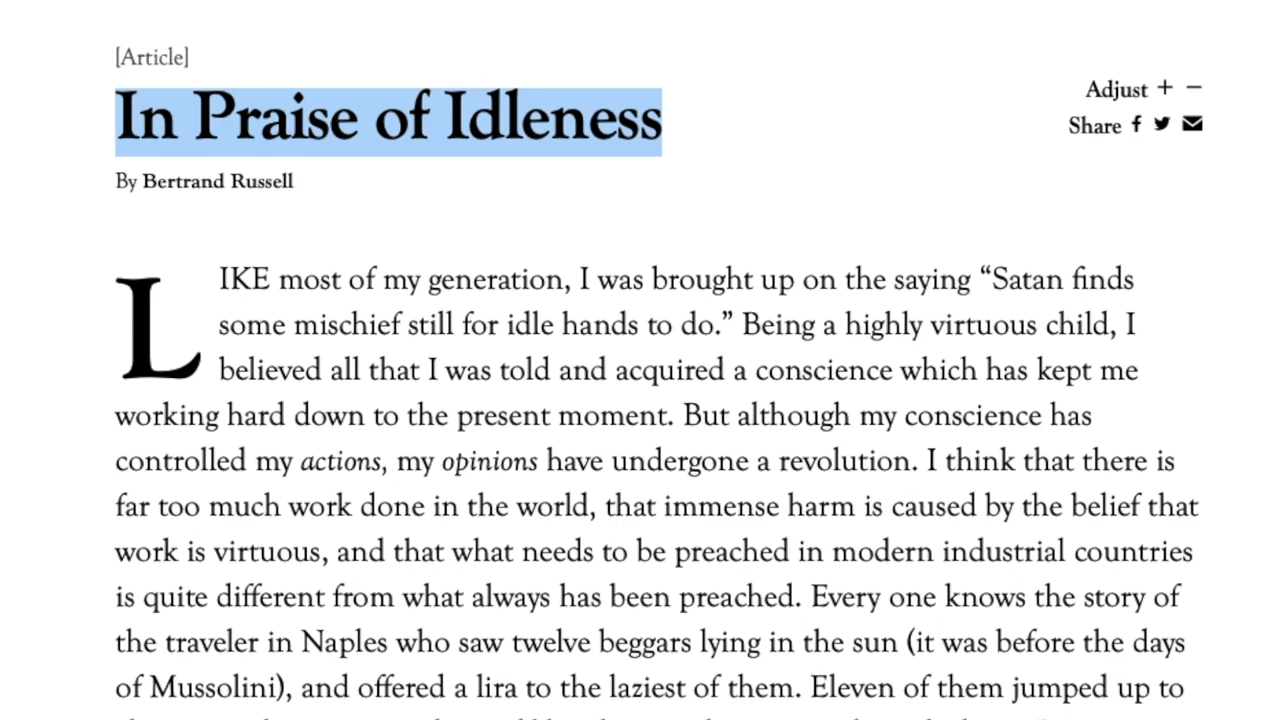 [Article]
In Praise of Idleness
By Bertrand Russell
Adjust + −
Share
LIKE most of my generation, I was brought up on the saying “Satan finds
some mischief still for idle hands to do.” Being a highly virtuous child, I
believed all that I was told and acquired a conscience which has kept me
working hard down to the present moment. But although my conscience has
controlled my actions, my opinions have undergone a revolution. I think that there is
far too much work done in the world, that immense harm is caused by the belief that
work is virtuous, and that what needs to be preached in modern industrial countries
is quite different from what always has been preached. Every one knows the story of
the traveler in Naples who saw twelve beggars lying in the sun (it was before the days
of Mussolini), and offered a lira to the laziest of them. Eleven of them jumped up to